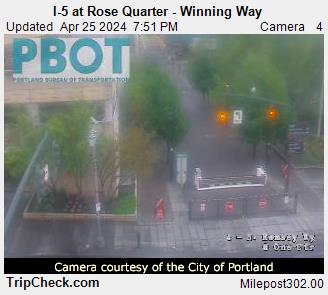 I-5 at Rose Quarter - Winning Way
Updated Apr 25 2024 7:51 PM Camera 4
PBOT
PORTLAND BUREAU OF TRANSPORTATION
Camera courtesy of the City of Portland
TripCheck.com Milepost302.00